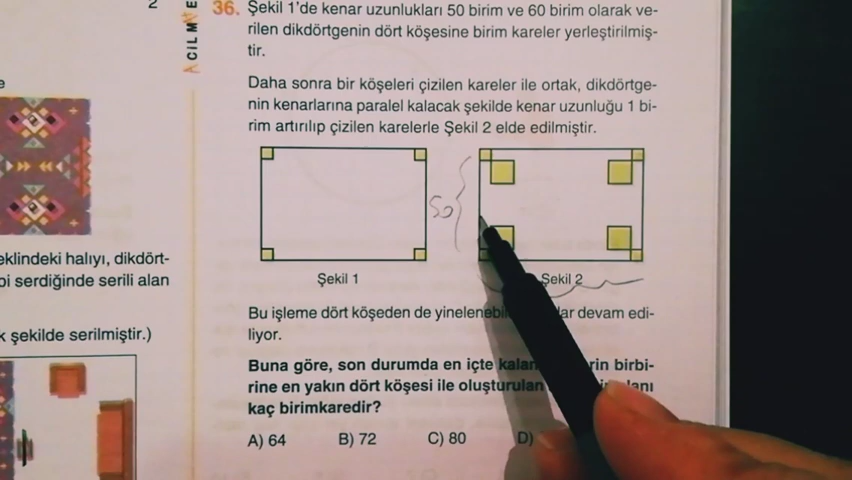 2
ACİL M
E
36. Şekil 1'de kenar uzunlukları 50 birim ve 60 birim olarak ve-
rilen dikdörtgenin dört köşesine birim kareler yerleştirilmiş-
tir.
e
Daha sonra bir köşeleri çizilen kareler ile ortak, dikdörtge-
nin kenarlarına paralel kalacak şekilde kenar uzunluğu 1 bi-
rim artırılıp çizilen karelerle Şekil 2 elde edilmiştir.
50
eklindeki halıyı, dikdört-
bi serdiğinde serili alan
Şekil 1
Şekil 2
Bu işleme dört köşeden de devam edi-
liyor.
k şekilde serilmiştir.)
Buna göre, son durumda en içte birbi-
rine en yakın dört köşesi ile oluşturulan
kaç birimkaredir?
A) 64 B) 72 C) 80 D)